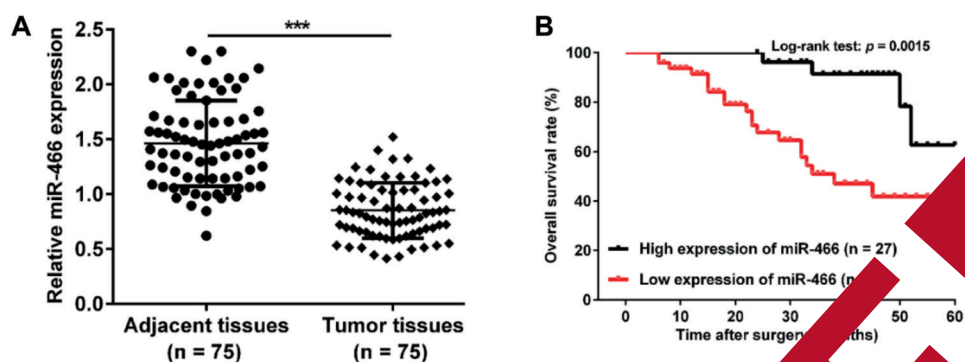 A
Relative miR-466 expression
2.5
2.0
1.5
1.0
0.5
0.0
***
Adjacent tissues
(n = 75)
Tumor tissues
(n = 75)
B
Log-rank test: p = 0.0015
Overall survival rate (%)
100
80
60
40
20
0
High expression of miR-466 (n = 27)
Low expression of miR-466 (n
0
10
20
30
50
60
Time after surgery